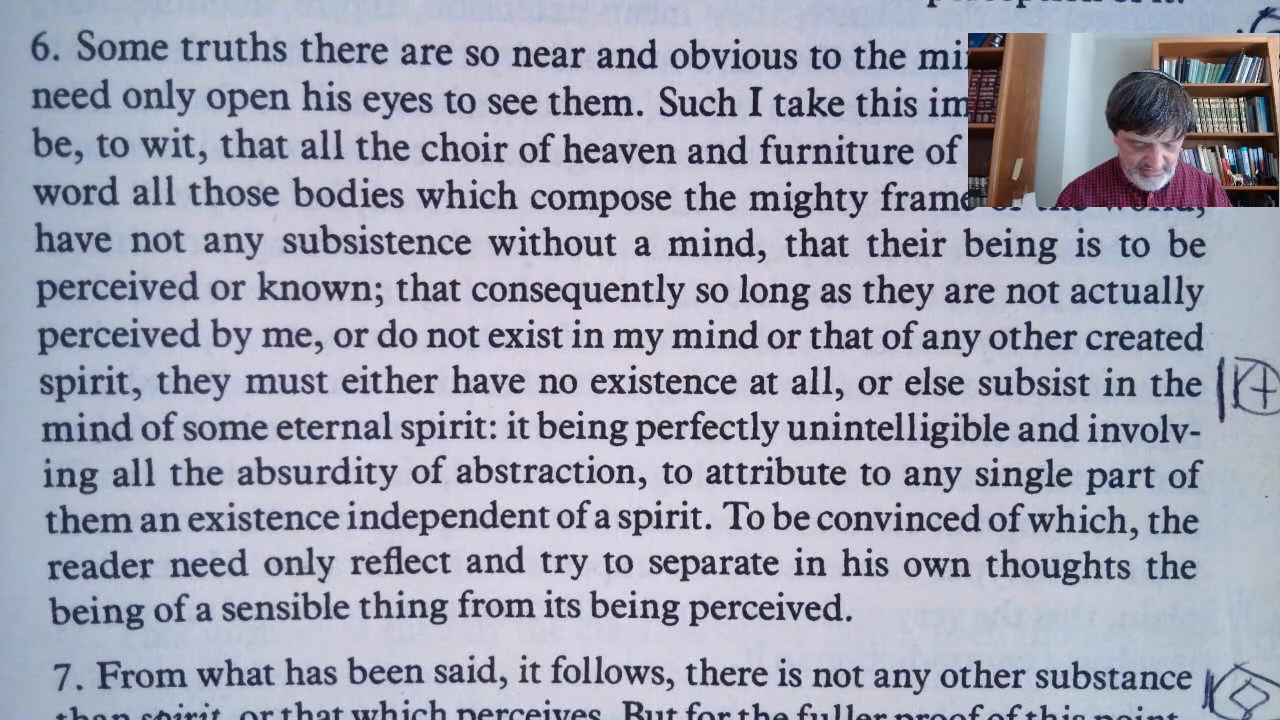 6. Some truths there are so near and obvious to the
need only open his eyes to see them. Such I take this
be, to wit, that all the choir of heaven and furniture of
word all those bodies which compose the mighty frame of the world,
have not any subsistence without a mind, that their being is to be
perceived or known; that consequently so long as they are not actually
perceived by me, or do not exist in my mind or that of any other created
spirit, they must either have no existence at all, or else subsist in the
mind of some eternal spirit: it being perfectly unintelligible and involv-
ing all the absurdity of abstraction, to attribute to any single part of
them an existence independent of a spirit. To be convinced of which, the
reader need only reflect and try to separate in his own thoughts the
being of a sensible thing from its being perceived.
7. From what has been said, it follows, there is not any other substance
than spirit, or that which perceives. But for the fuller proof of this point,